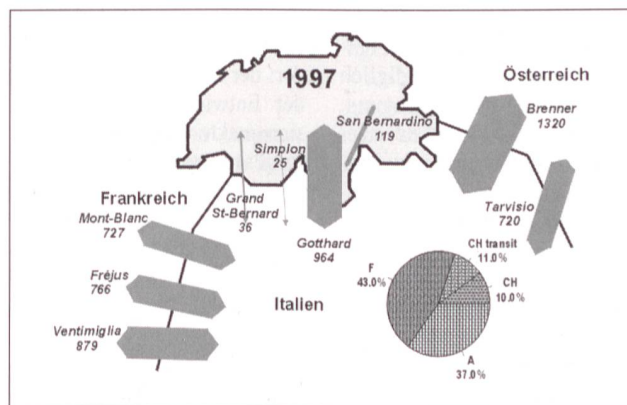 1997
Österreich
Brenner
1320
San Bernardino
119
Simplon
25
Tarvisio
720
Frankreich
Mont-Blanc
727
Grand
St-Bernard
36
Gotthard
964
Fréjus
766
Italien
Ventimiglia
879
CH transit
11.0%
F
43.0%
CH
10.0%
A
37.0%